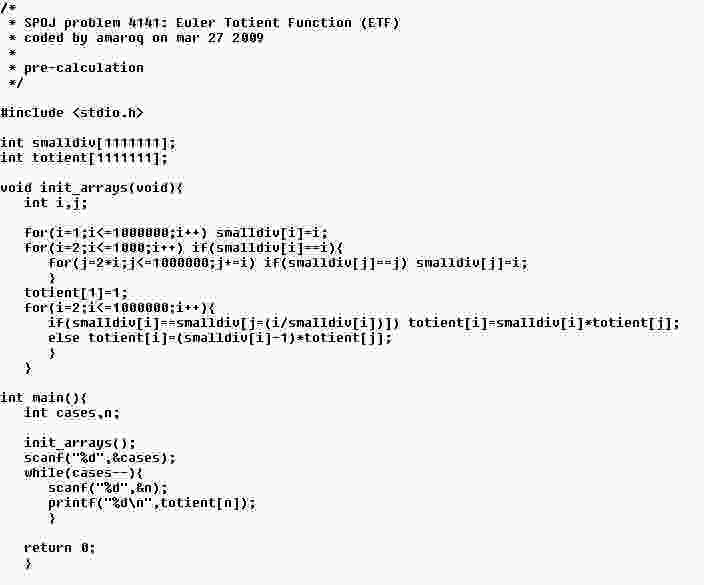 /*
 * SPOJ problem 4141: Euler Totient Function (ETF)
 * coded by amaroq on mar 27 2009
 *
 * pre-calculation
 */

#include <stdio.h>

int smalldiv[1111111];
int totient[1111111];

void init_arrays(void){
   int i,j;

   for(i=1;i<=1000000;i++) smalldiv[i]=i;
   for(i=2;i<=1000;i++) if(smalldiv[i]==i){
      for(j=2*i;j<=1000000;j+=i) if(smalldiv[j]==j) smalldiv[j]=i;
      }
   totient[1]=1;
   for(i=2;i<=1000000;i++){
      if(smalldiv[i]==smalldiv[j=(i/smalldiv[i])]) totient[i]=smalldiv[i]*totient[j];
      else totient[i]=(smalldiv[i]-1)*totient[j];
      }
   }

int main(){
   int cases,n;

   init_arrays();
   scanf("%d",&cases);
   while(cases--){
      scanf("%d",&n);
      printf("%d\n",totient[n]);
      }

   return 0;
   }